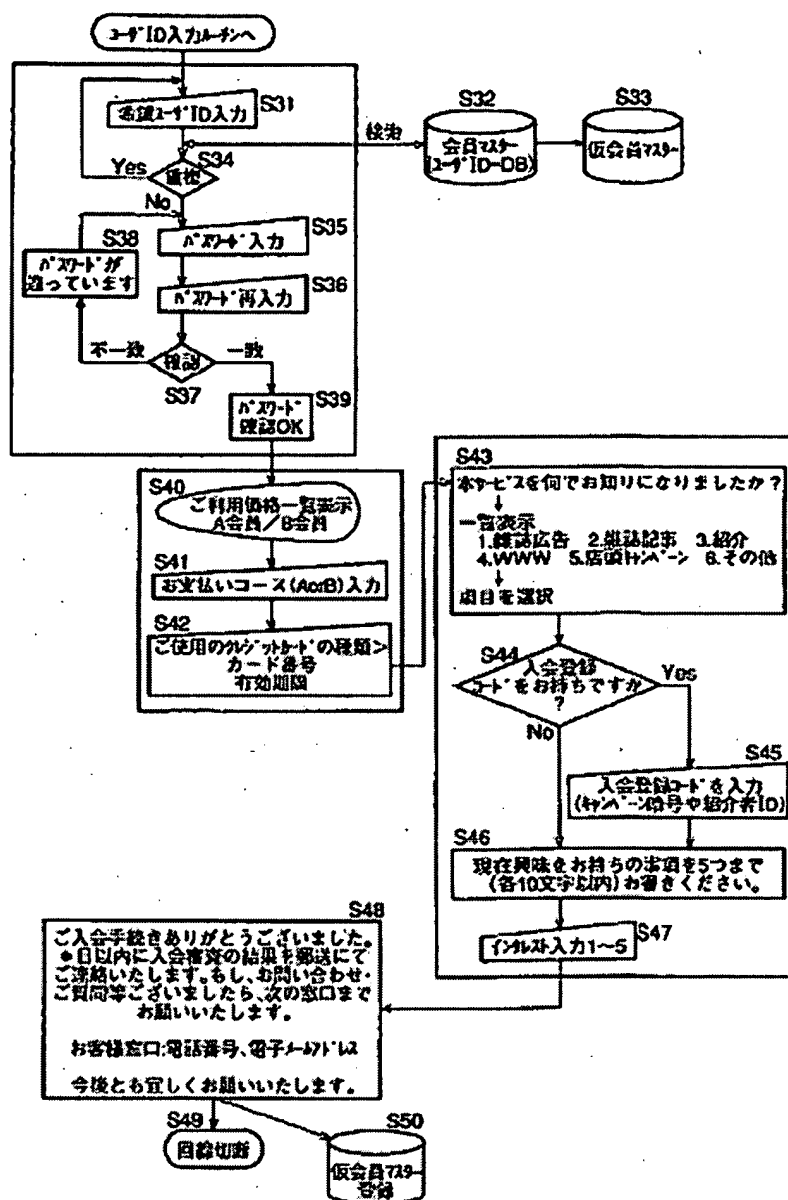 ユーザID入力ルーチンへ
S31
希望ユーザID入力
検索
S32
会員マスター
(ユーザID-DB)
S33
仮会員マスター
S34
Yes
No
S35
パスワード入力
S38
パスワードが
違っています
S36
パスワード再入力
不一致
確認
一致
S37
S39
パスワード
確認OK
S40
ご利用価格一覧表示
A会員/B会員
S41
お支払いコース(AorB)入力
S42
ご使用のクレジットカードの種類>
カード番号
有効期限
S43
本サービスを何でお知りになりましたか?
↓
一覧表示
1.雑誌広告 2.雑誌記事 3.紹介
4.WWW 5.店頭キャンペーン 6.その他
↓
項目を選択
S44
入会登録
コードをお持ちですか
?
Yes
No
S45
入会登録コードを入力
(キャンペーン番号や紹介者ID)
S46
現在興味をお持ちの事項を5つまで
(各10文字以内)お書きください。
S47
インタレスト入力1~5
S48
ご入会手続きありがとうございました。
*日以内に入会審査の結果を郵送にて
ご連絡いたします。もし、お問い合わせ・
ご質問等ございましたら、次の窓口まで
お願いいたします。
お客様窓口:電話番号、電子メールアドレス
今後とも宜しくお願いいたします。
S49
回線切断
S50
仮会員マスター
登録